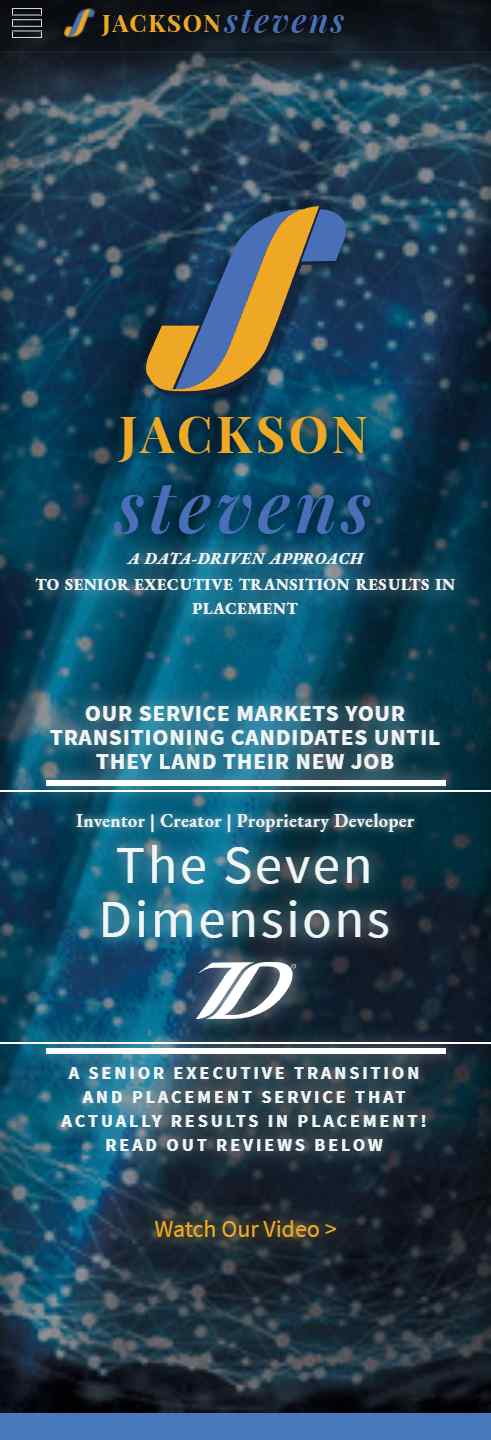 JACKSON stevens
JACKSON
stevens
A DATA-DRIVEN APPROACH
TO SENIOR EXECUTIVE TRANSITION RESULTS IN
PLACEMENT
OUR SERVICE MARKETS YOUR
TRANSITIONING CANDIDATES UNTIL
THEY LAND THEIR NEW JOB
Inventor | Creator | Proprietary Developer
The Seven
Dimensions
7D
A SENIOR EXECUTIVE TRANSITION
AND PLACEMENT SERVICE THAT
ACTUALLY RESULTS IN PLACEMENT!
READ OUT REVIEWS BELOW
Watch Our Video >